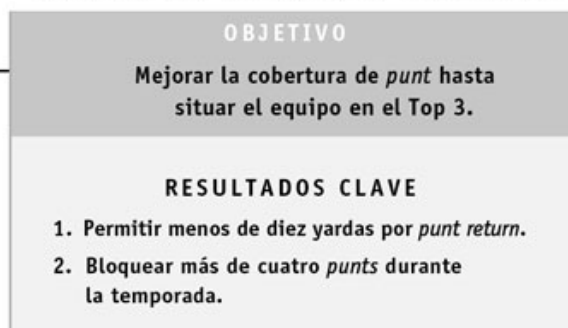 OBJETIVO
Mejorar la cobertura de punt hasta
situar el equipo en el Top 3.
RESULTADOS CLAVE
1. Permitir menos de diez yardas por punt return.
2. Bloquear más de cuatro punts durante
la temporada.